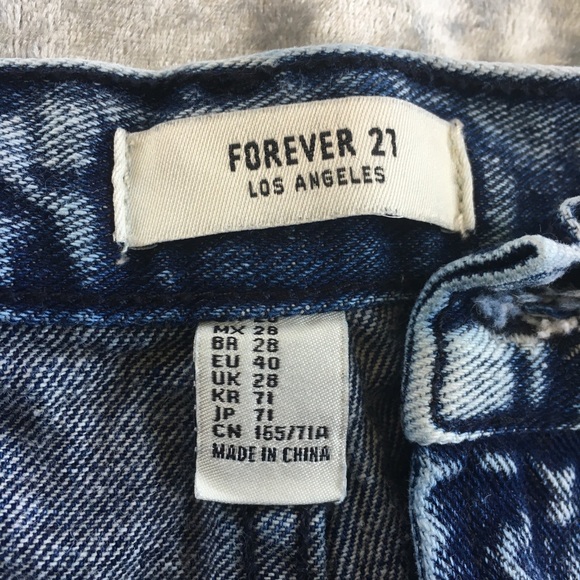 FOREVER 21
LOS ANGELES
MX 28
BR 28
EU 40
UK 28
KR 71
JP 71
CN 165/71A
MADE IN CHINA